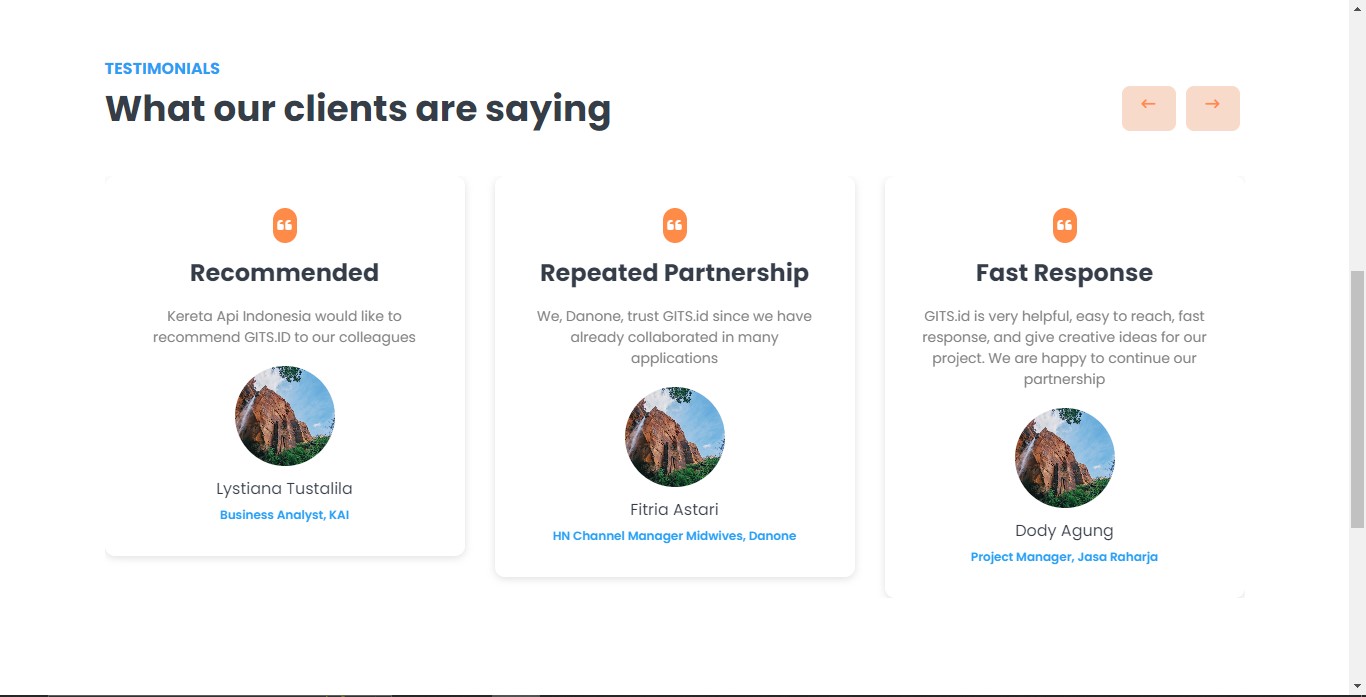 TESTIMONIALS
What our clients are saying
Recommended
Kereta Api Indonesia would like to
recommend GITS.ID to our colleagues
Lystiana Tustalila
Business Analyst, KAI
Repeated Partnership
We, Danone, trust GITS.id since we have
already collaborated in many
applications
Fitria Astari
HN Channel Manager Midwives, Danone
Fast Response
GITS.id is very helpful, easy to reach, fast
response, and give creative ideas for our
project. We are happy to continue our
partnership
Dody Agung
Project Manager, Jasa Raharja